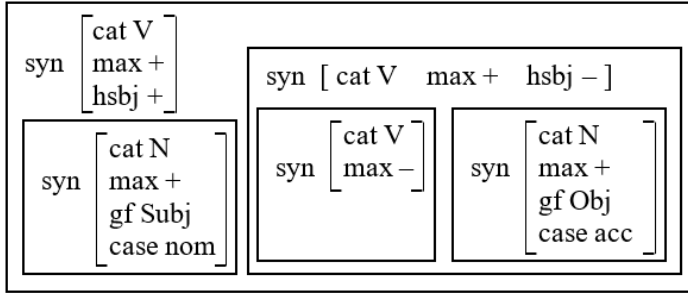 syn [cat V
max +
hsbj +]
syn [ cat V max + hsbj – ]
syn [cat N
max +
gf Subj
case nom]
syn [cat V
max –]
syn [cat N
max +
gf Obj
case acc]